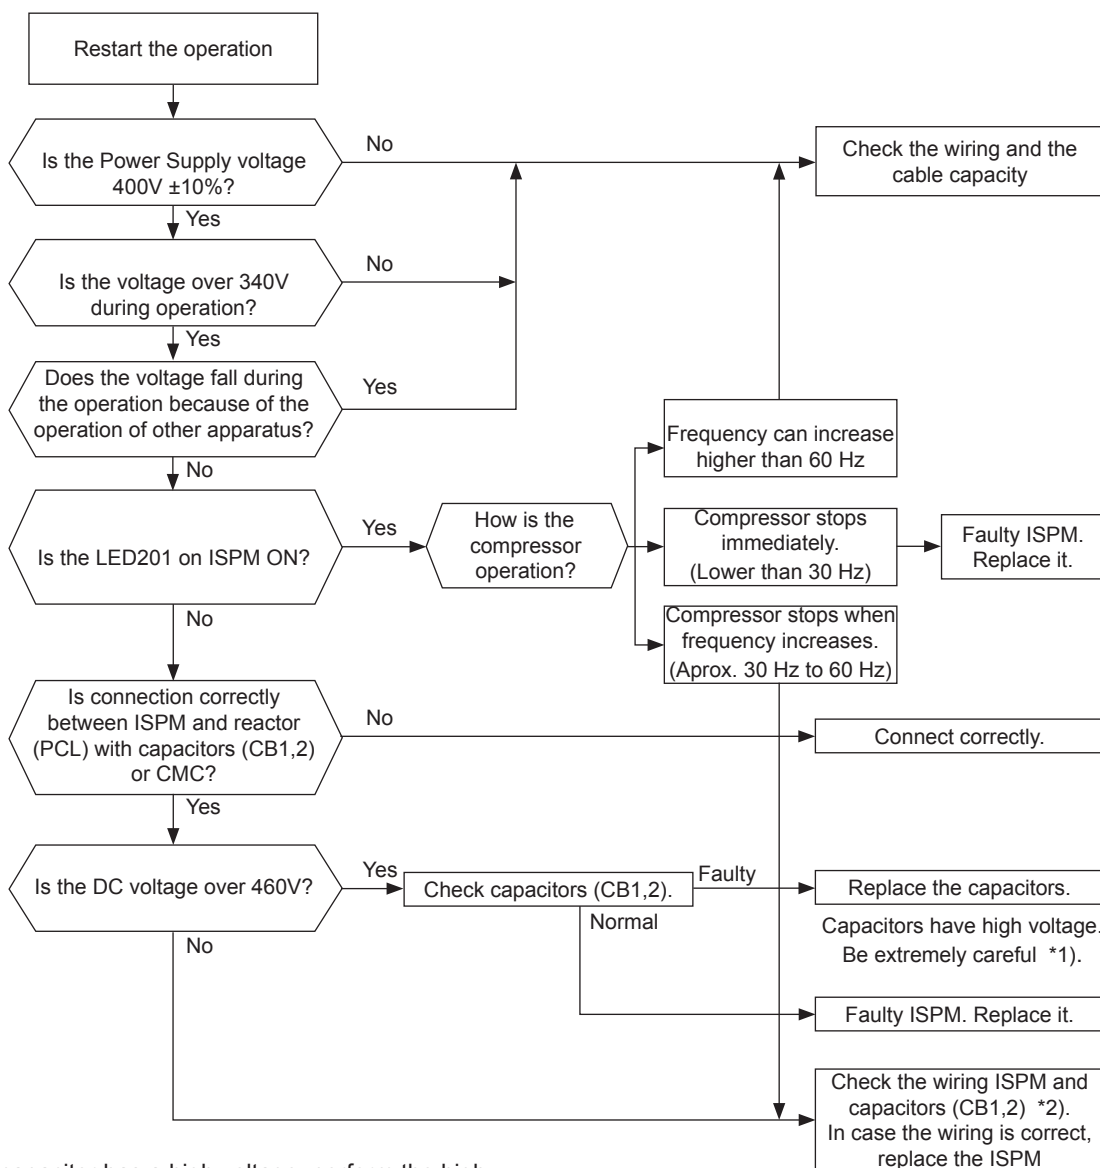 Restart the operation
Is the Power Supply voltage
400V ±10%?
No
Check the wiring and the
cable capacity
Yes
Is the voltage over 340V
during operation?
No
Yes
Does the voltage fall during
the operation because of the
operation of other apparatus?
Yes
No
Is the LED201 on ISPM ON?
Yes
How is the
compressor
operation?
Frequency can increase
higher than 60 Hz
Compressor stops
immediately.
(Lower than 30 Hz)
Faulty ISPM.
Replace it.
Compressor stops when
frequency increases.
(Aprox. 30 Hz to 60 Hz)
No
Is connection correctly
between ISPM and reactor
(PCL) with capacitors (CB1,2)
or CMC?
No
Connect correctly.
Yes
Is the DC voltage over 460V?
Yes
Check capacitors (CB1,2).
Faulty
Replace the capacitors.
Capacitors have high voltage.
Be extremely careful *1).
Normal
Faulty ISPM. Replace it.
No
Check the wiring ISPM and
capacitors (CB1,2) *2).
In case the wiring is correct,
replace the ISPM